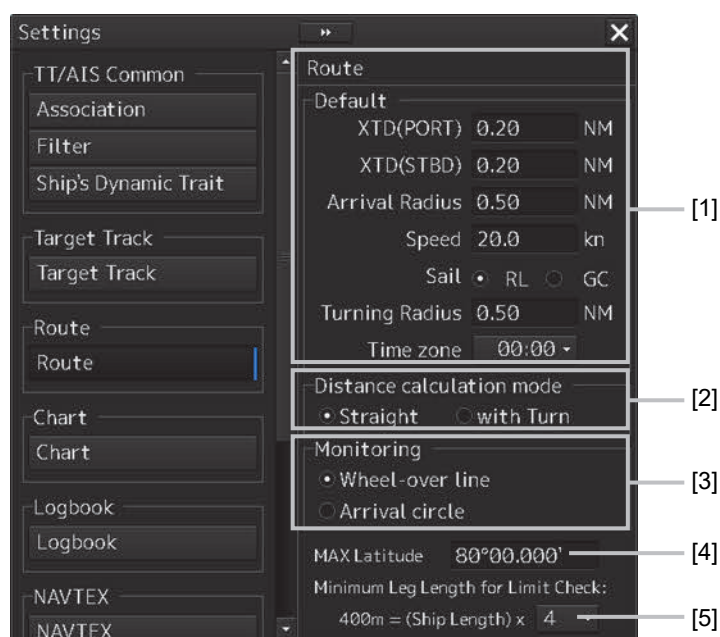 Settings
TT/AIS Common
Association
Filter
Ship's Dynamic Trait
Target Track
Target Track
Route
Route
Chart
Chart
Logbook
Logbook
NAVTEX
NAVTEX
Route
Default
XTD(PORT) 0.20 NM
XTD(STBD) 0.20 NM
Arrival Radius 0.50 NM
Speed 20.0 kn
Sail RL GC
Turning Radius 0.50 NM
Time zone 00:00
[1]
Distance calculation mode
Straight with Turn
[2]
Monitoring
Wheel-over line
Arrival circle
[3]
MAX Latitude 80°00.000'
[4]
Minimum Leg Length for Limit Check:
400m = (Ship Length) x 4
[5]